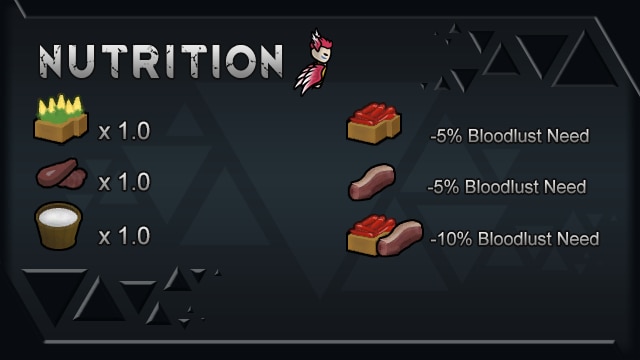 NUTRITION
x 1.0
-5% Bloodlust Need
x 1.0
-5% Bloodlust Need
x 1.0
-10% Bloodlust Need